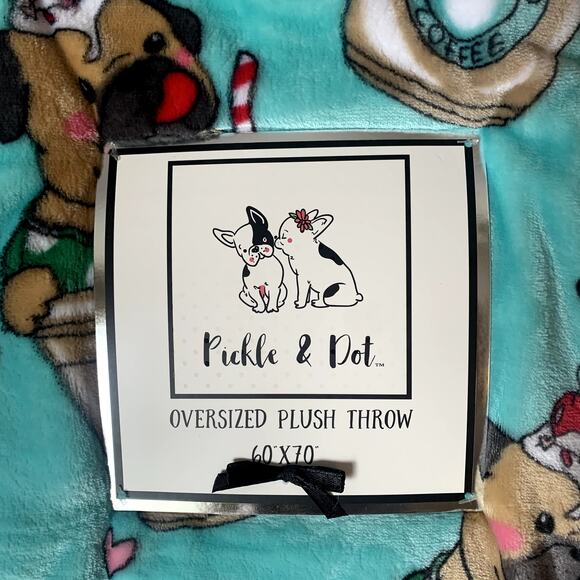 COFFEE
Pickle & Dot™
OVERSIZED PLUSH THROW
60"X70"